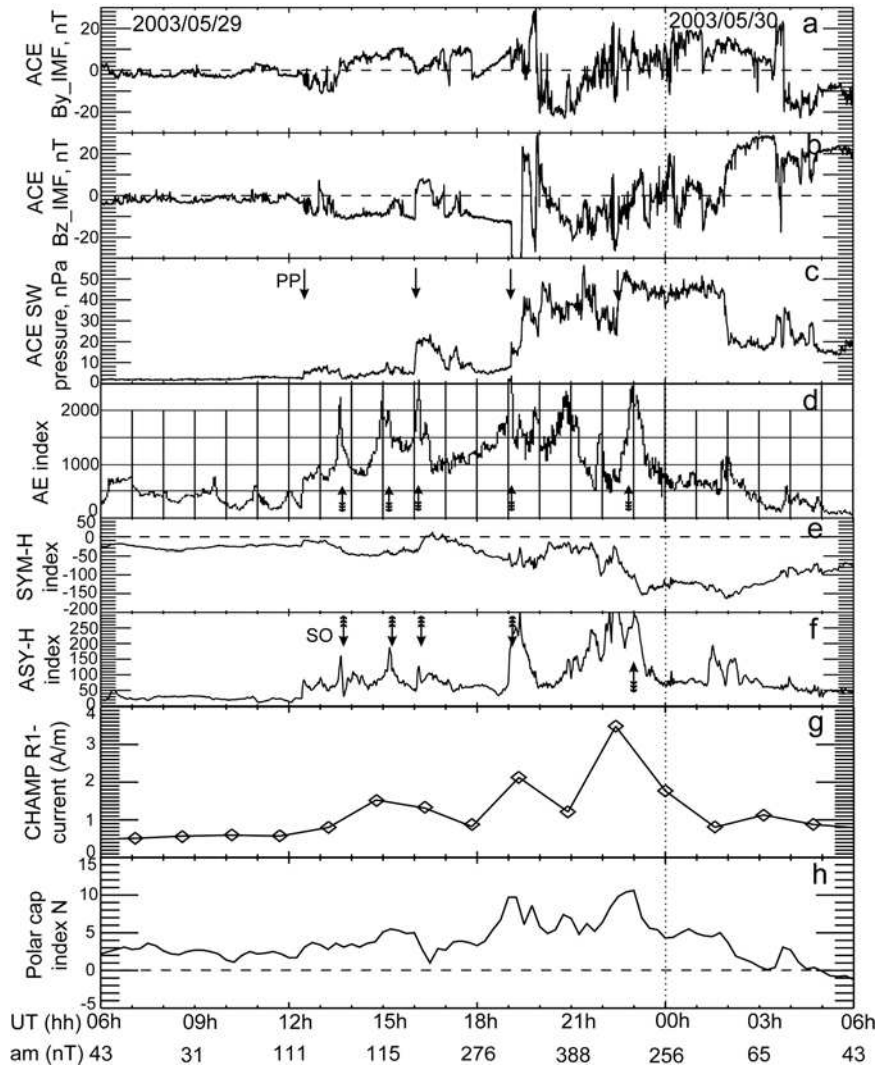 2003/05/29
2003/05/30
a
ACE
By_IMF, nT
20
0
-20
b
ACE
Bz_IMF, nT
20
0
-20
c
PP
ACE SW
pressure, nPa
50
40
30
20
10
0
d
AE index
2000
1000
0
e
SYM-H
index
50
0
-50
-100
-150
-200
f
SO
ASY-H
index
250
200
150
100
50
0
g
CHAMP R1-
current (A/m)
4
3
2
1
0
h
Polar cap
index N
15
10
5
0
-5
UT (hh) 06h 09h 12h 15h 18h 21h 00h 03h 06h
am (nT) 43 31 111 115 276 388 256 65 43